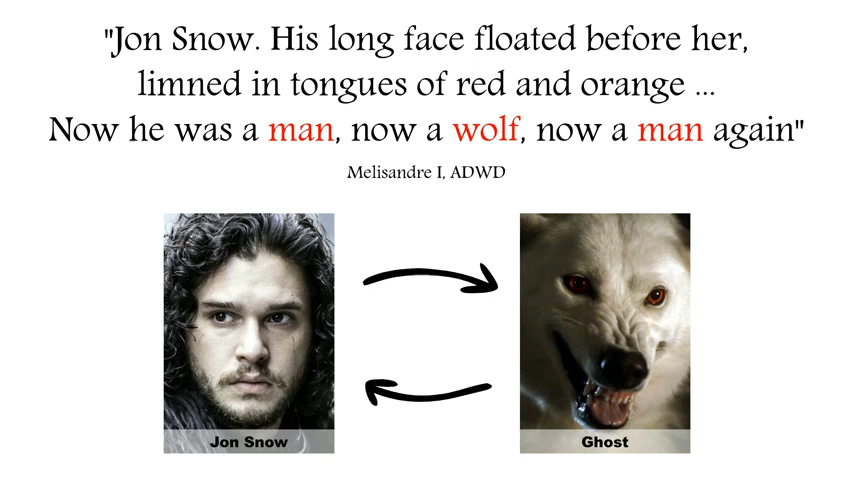 "Jon Snow. His long face floated before her,
limned in tongues of red and orange ...
Now he was a man, now a wolf, now a man again"
Melisandre I, ADWD
Jon Snow
Ghost